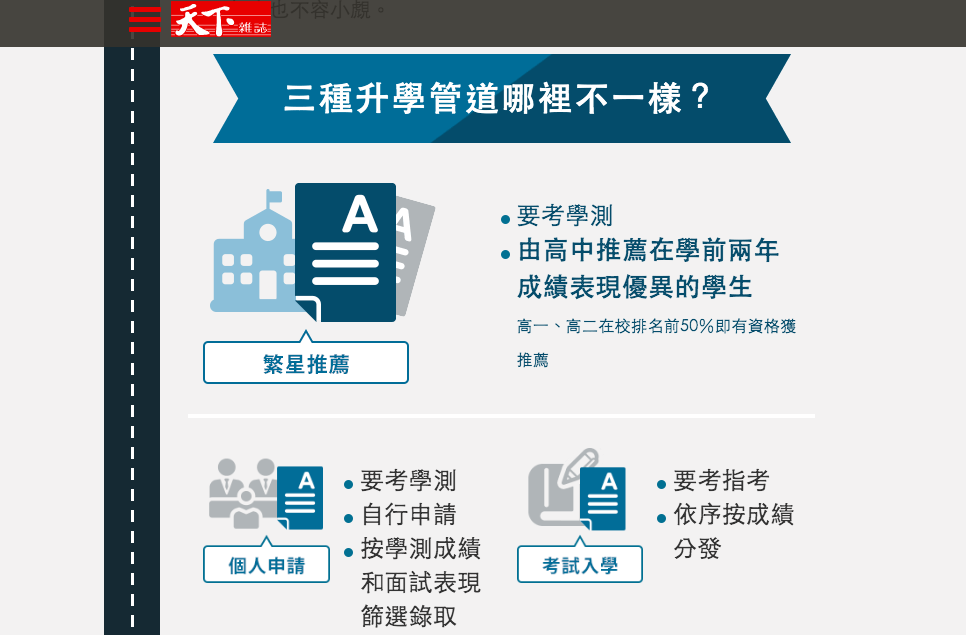 也不容小覷。
天下雜誌
三種升學管道哪裡不一樣？
A
A
要考學測
由高中推薦在學前兩年
成績表現優異的學生
高一、高二在校排名前50%即有資格獲
推薦
繁星推薦
A
要考學測
自行申請
按學測成績
和面試表現
篩選錄取
個人申請
A
要考指考
依序按成績
分發
考試入學